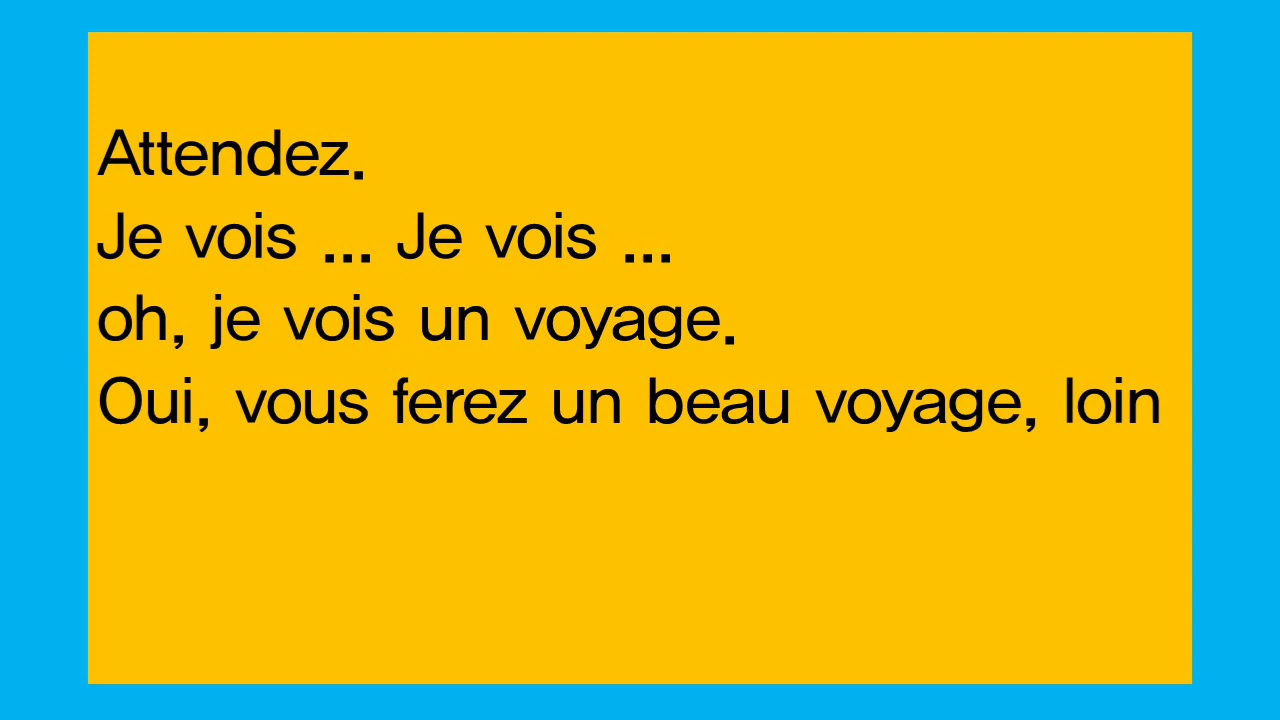 Attendez.
Je vois ... Je vois ...
oh, je vois un voyage.
Oui, vous ferez un beau voyage, loin